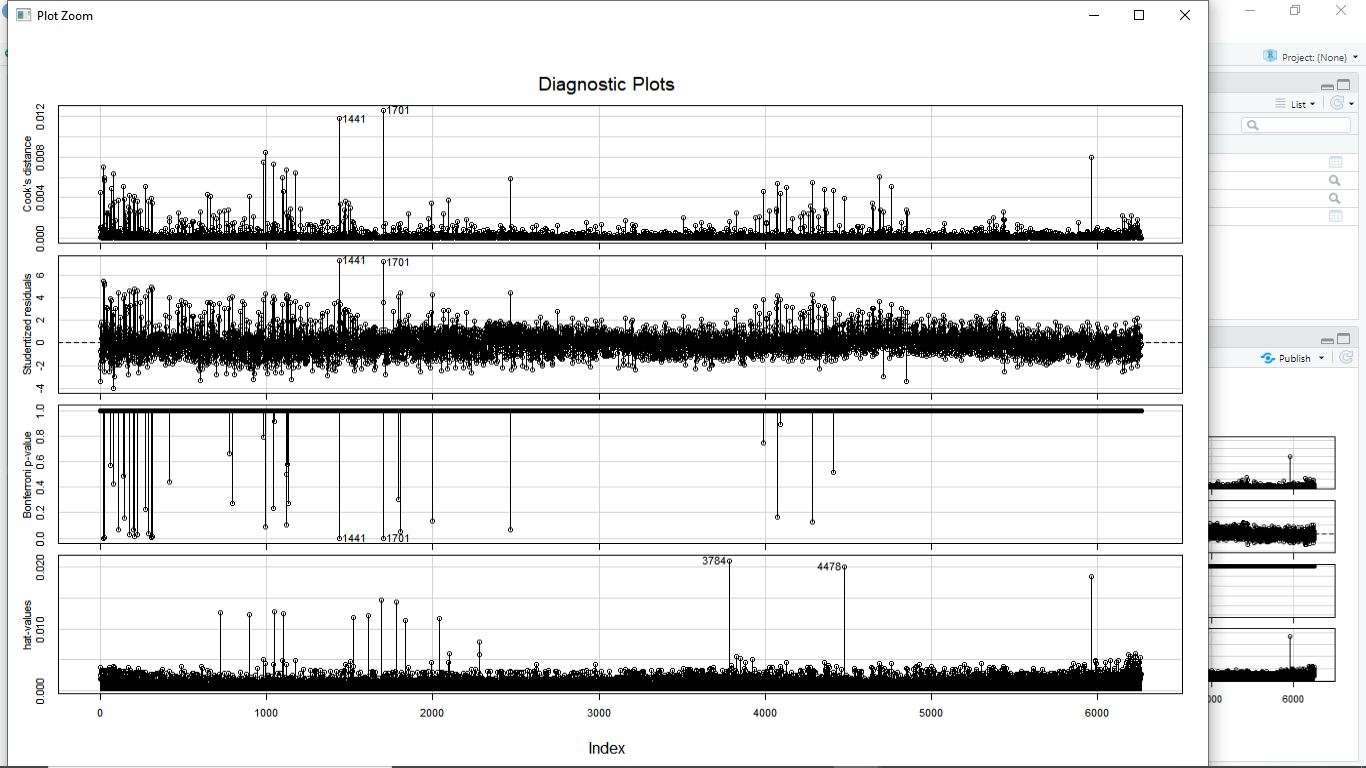 Plot Zoom
Project: (None)
List
Publish
Diagnostic Plots
Cook's distance
0.012
0.008
0.004
0.000
1441
1701
Studentized residuals
6
4
2
0
-2
-4
1441
1701
Bonferroni p-value
1.0
0.8
0.6
0.4
0.2
0.0
1441
1701
hat-values
0.020
0.010
0.000
3784
4478
0 1000 2000 3000 4000 5000 6000
Index
6000